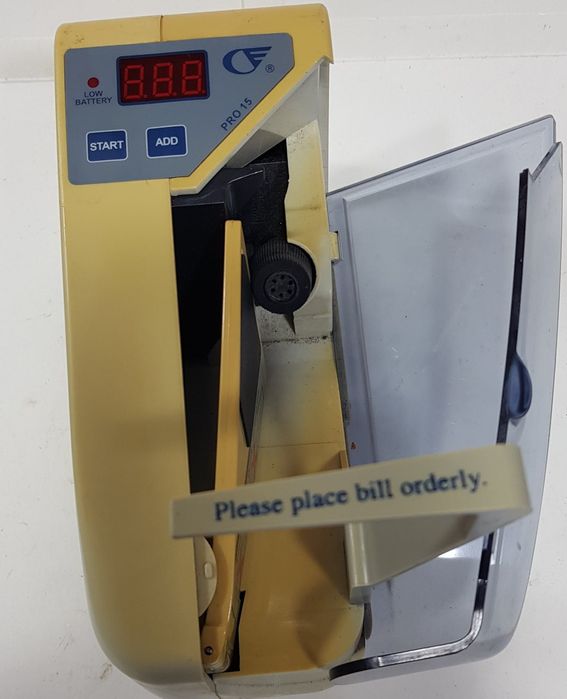 8.8.8.
LOW
BATTERY
®
PRO 15
START
ADD
Please place bill orderly.